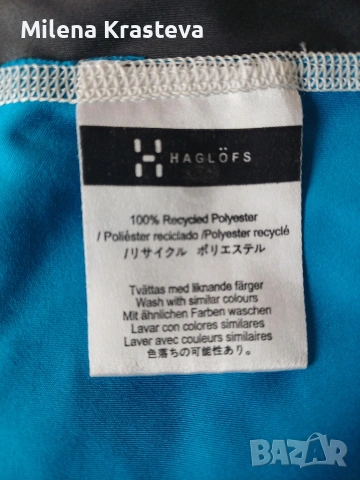 Milena Krasteva
HAGLÖFS
100% Recycled Polyester
/ Poliéster reciclado /Polyester recyclé
/リサイクル ポリエステル
Tvättas med liknande färger
Wash with similar colours
Mit ähnlichen Farben waschen
Lavar con colores similares
Laver avec couleurs similaires
色落ちの可能性あり。
BAZAR
bg